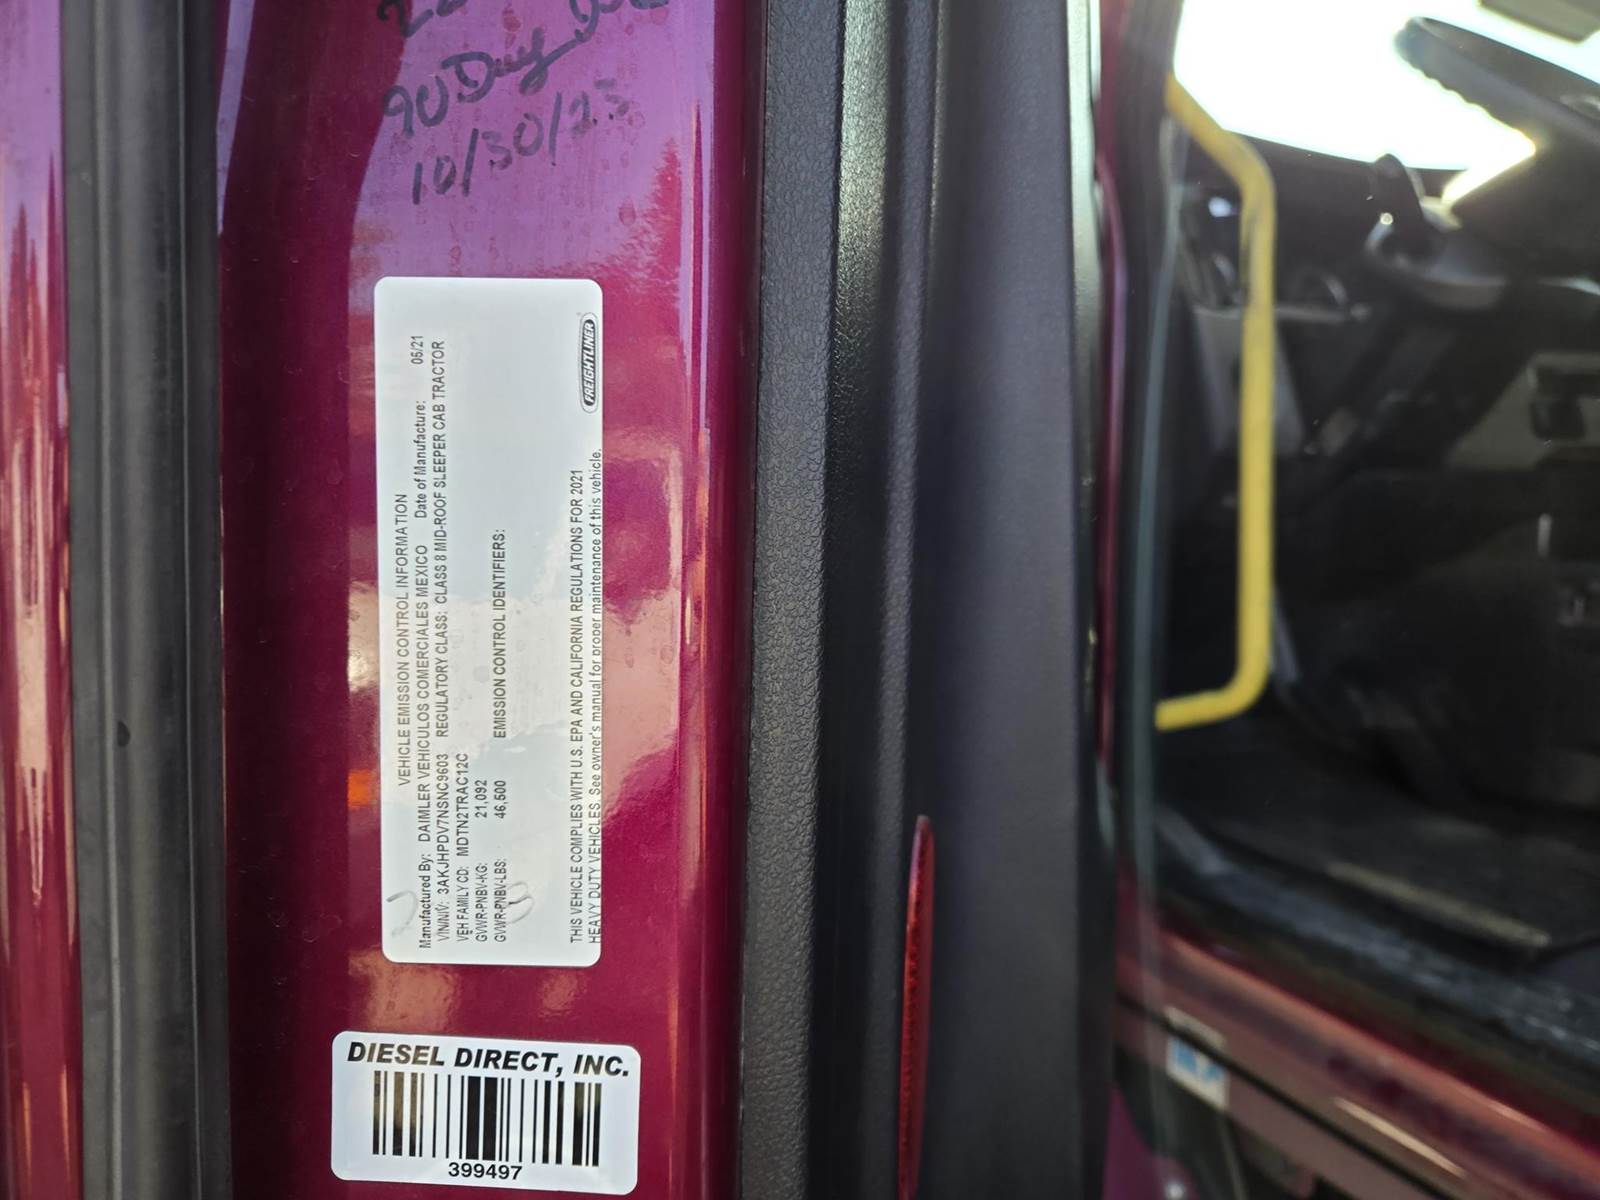 90 Day
10/30/23
VEHICLE EMISSION CONTROL INFORMATION
Manufactured By: DAIMLER VEHICULOS COMERCIALES MEXICO Date of Manufacture: 05/21
VIN/NIV: 3AKJHPDV7NSNC9603 REGULATORY CLASS: CLASS 8 MID-ROOF SLEEPER CAB TRACTOR
VEH FAMILY CD: MDTN2TRAC12C
GVWR-PNBV-KG: 21,092
GVWR-PNBV-LBS: 46,500 EMISSION CONTROL IDENTIFIERS:
THIS VEHICLE COMPLIES WITH U.S. EPA AND CALIFORNIA REGULATIONS FOR 2021
HEAVY DUTY VEHICLES. See owner's manual for proper maintenance of this vehicle.
FREIGHTLINER
DIESEL DIRECT, INC.
399497